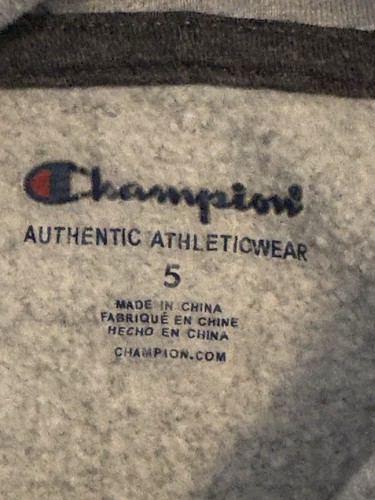 Champion
AUTHENTIC ATHLETICWEAR
5
MADE IN CHINA
FABRIQUÉ EN CHINE
HECHO EN CHINA
CHAMPION.COM